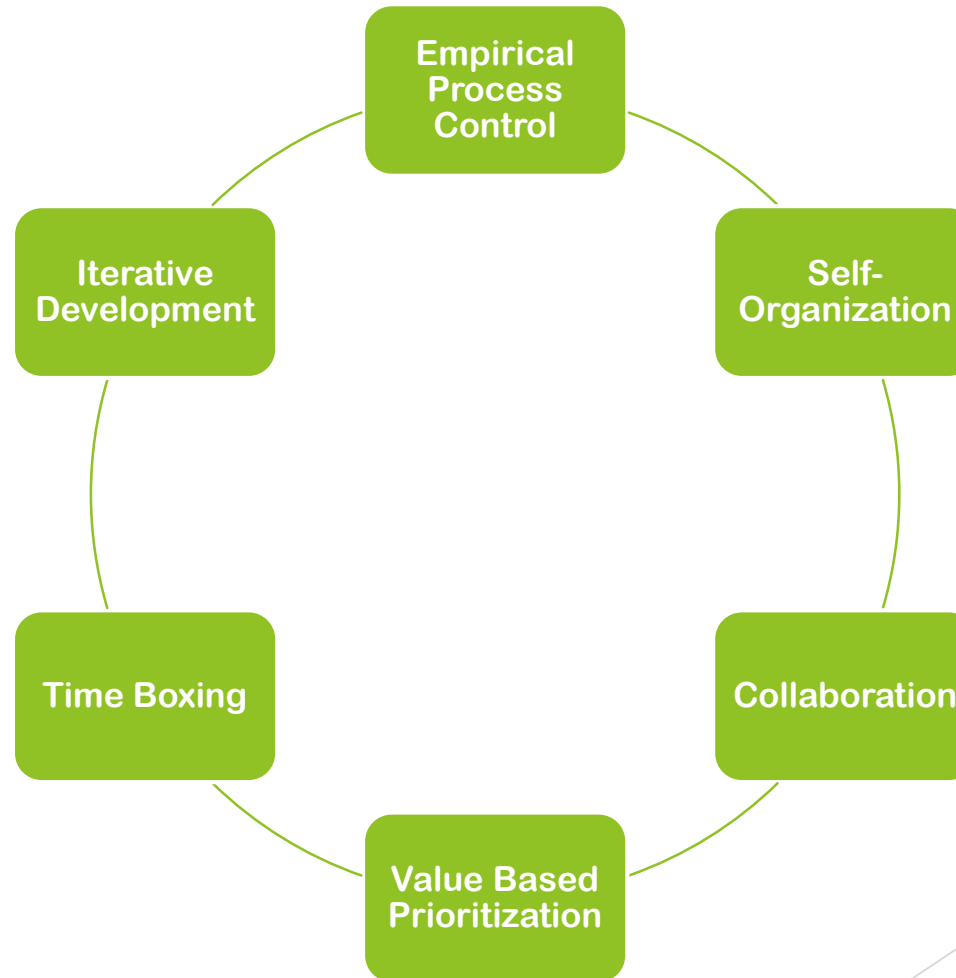 Empirical
Process
Control
Self-
Organization
Collaboration
Value Based
Prioritization
Time Boxing
Iterative
Development